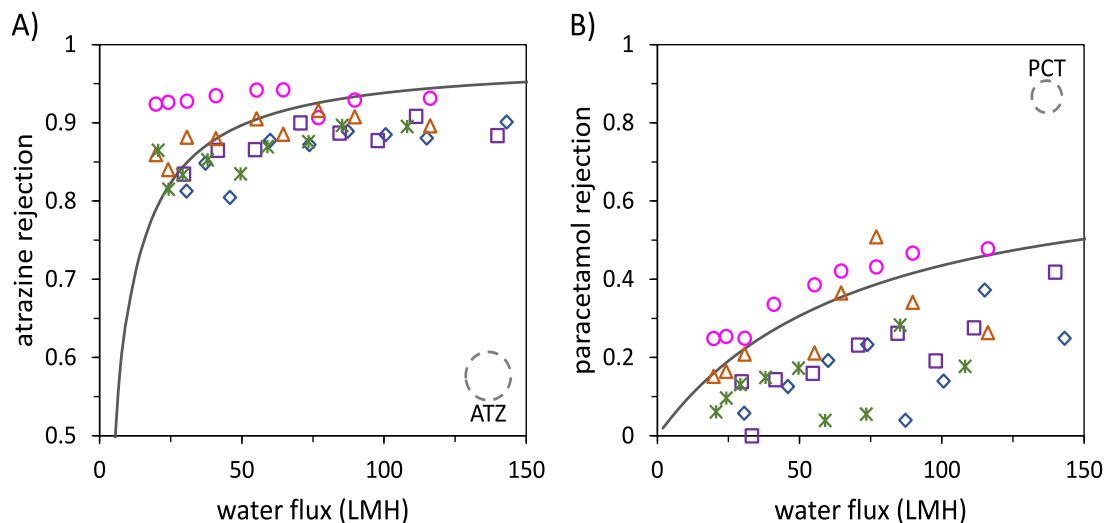 A)
atrazine rejection
1
0.9
0.8
0.7
0.6
0.5
0
50
100
150
water flux (LMH)
ATZ
B)
paracetamol rejection
1
0.8
0.6
0.4
0.2
0
0
50
100
150
water flux (LMH)
PCT